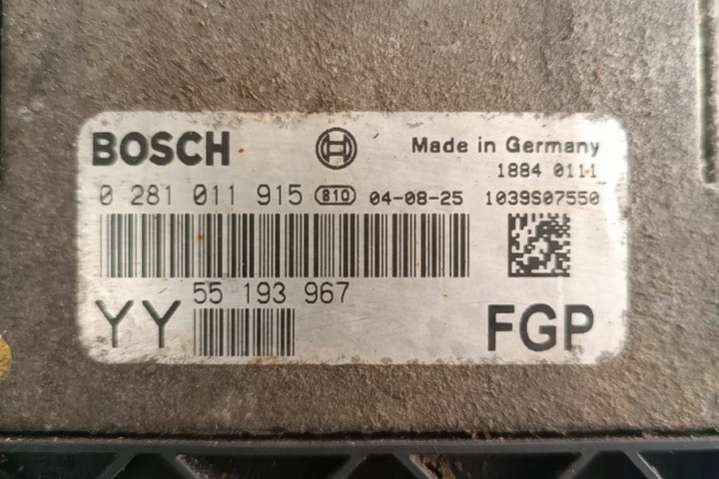 BOSCH Made in Germany
1884 0111
0 281 011 915 810 04-08-25 1039S07550
55 193 967
YY FGP